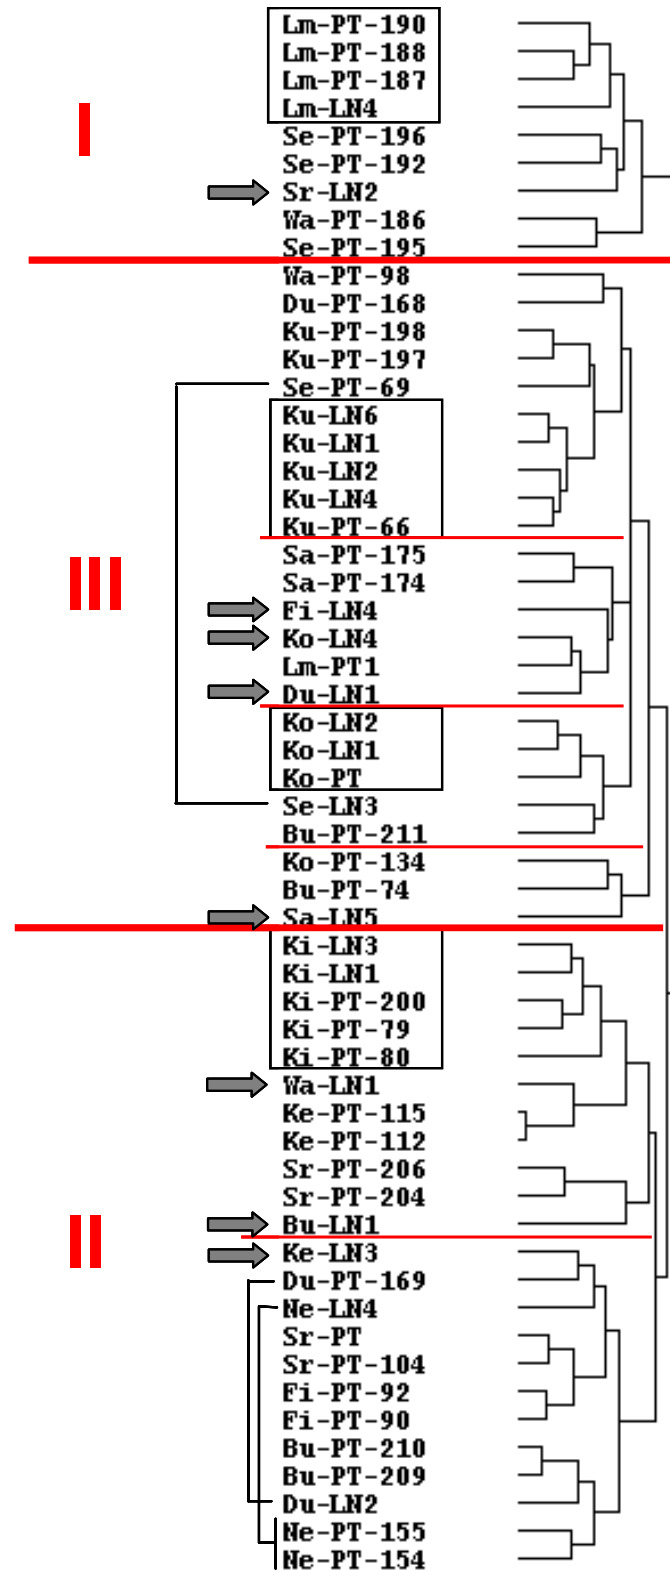 Lm-PT-190
Lm-PT-188
Lm-PT-187
Lm-LN4
I
Se-PT-196
Se-PT-192
Sr-LN2
Wa-PT-186
Se-PT-195
Wa-PT-98
Du-PT-168
Ku-PT-198
Ku-PT-197
Se-PT-69
Ku-LN6
Ku-LN1
Ku-LN2
Ku-LN4
Ku-PT-66
Sa-PT-175
III
Sa-PT-174
Fi-LN4
Ko-LN4
Lm-PT1
Du-LN1
Ko-LN2
Ko-LN1
Ko-PT
Se-LN3
Bu-PT-211
Ko-PT-134
Bu-PT-74
Sa-LN5
Ki-LN3
Ki-LN1
Ki-PT-200
Ki-PT-79
Ki-PT-80
Wa-LN1
Ke-PT-115
Ke-PT-112
Sr-PT-206
Sr-PT-204
Bu-LN1
II
Ke-LN3
Du-PT-169
Ne-LN4
Sr-PT
Sr-PT-104
Fi-PT-92
Fi-PT-90
Bu-PT-210
Bu-PT-209
Du-LN2
Ne-PT-155
Ne-PT-154